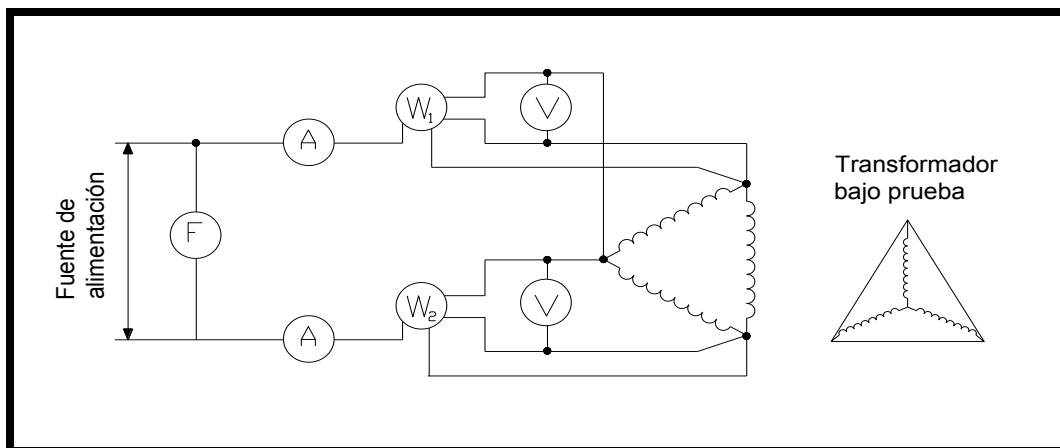 Fuente de
alimentación
F
A
A
W1
W2
V
V
Transformador
bajo prueba